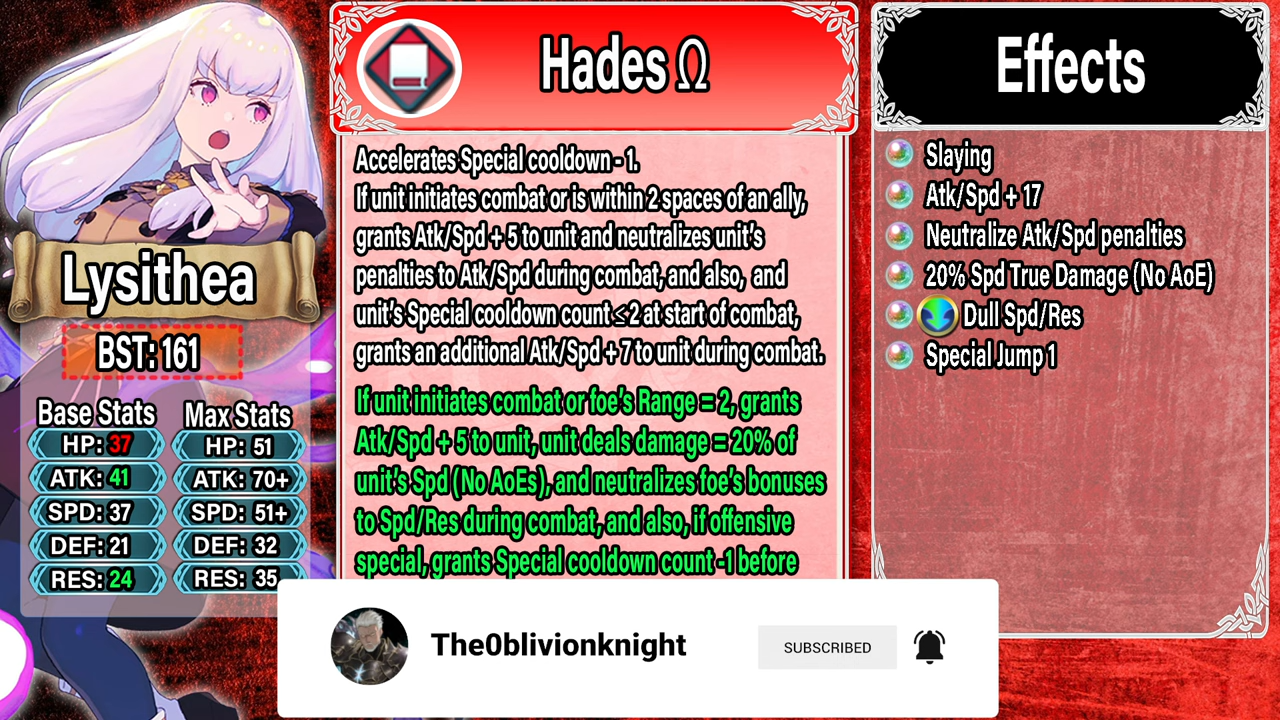 Lysithea
BST: 161
Base Stats
HP: 37
ATK: 41
SPD: 37
DEF: 21
RES: 24
Max Stats
HP: 51
ATK: 70+
SPD: 51+
DEF: 32
RES: 35
Hades Ω
Accelerates Special cooldown - 1.
If unit initiates combat or is within 2 spaces of an ally,
grants Atk/Spd + 5 to unit and neutralizes unit's
penalties to Atk/Spd during combat, and also, and
unit's Special cooldown count ≤2 at start of combat,
grants an additional Atk/Spd + 7 to unit during combat.
If unit initiates combat or foe's Range = 2, grants
Atk/Spd + 5 to unit, unit deals damage = 20% of
unit's Spd (No AoEs), and neutralizes foe's bonuses
to Spd/Res during combat, and also, if offensive
special, grants Special cooldown count -1 before
Effects
Slaying
Atk/Spd + 17
Neutralize Atk/Spd penalties
20% Spd True Damage (No AoE)
Dull Spd/Res
Special Jump 1
The0blivionknight
SUBSCRIBED